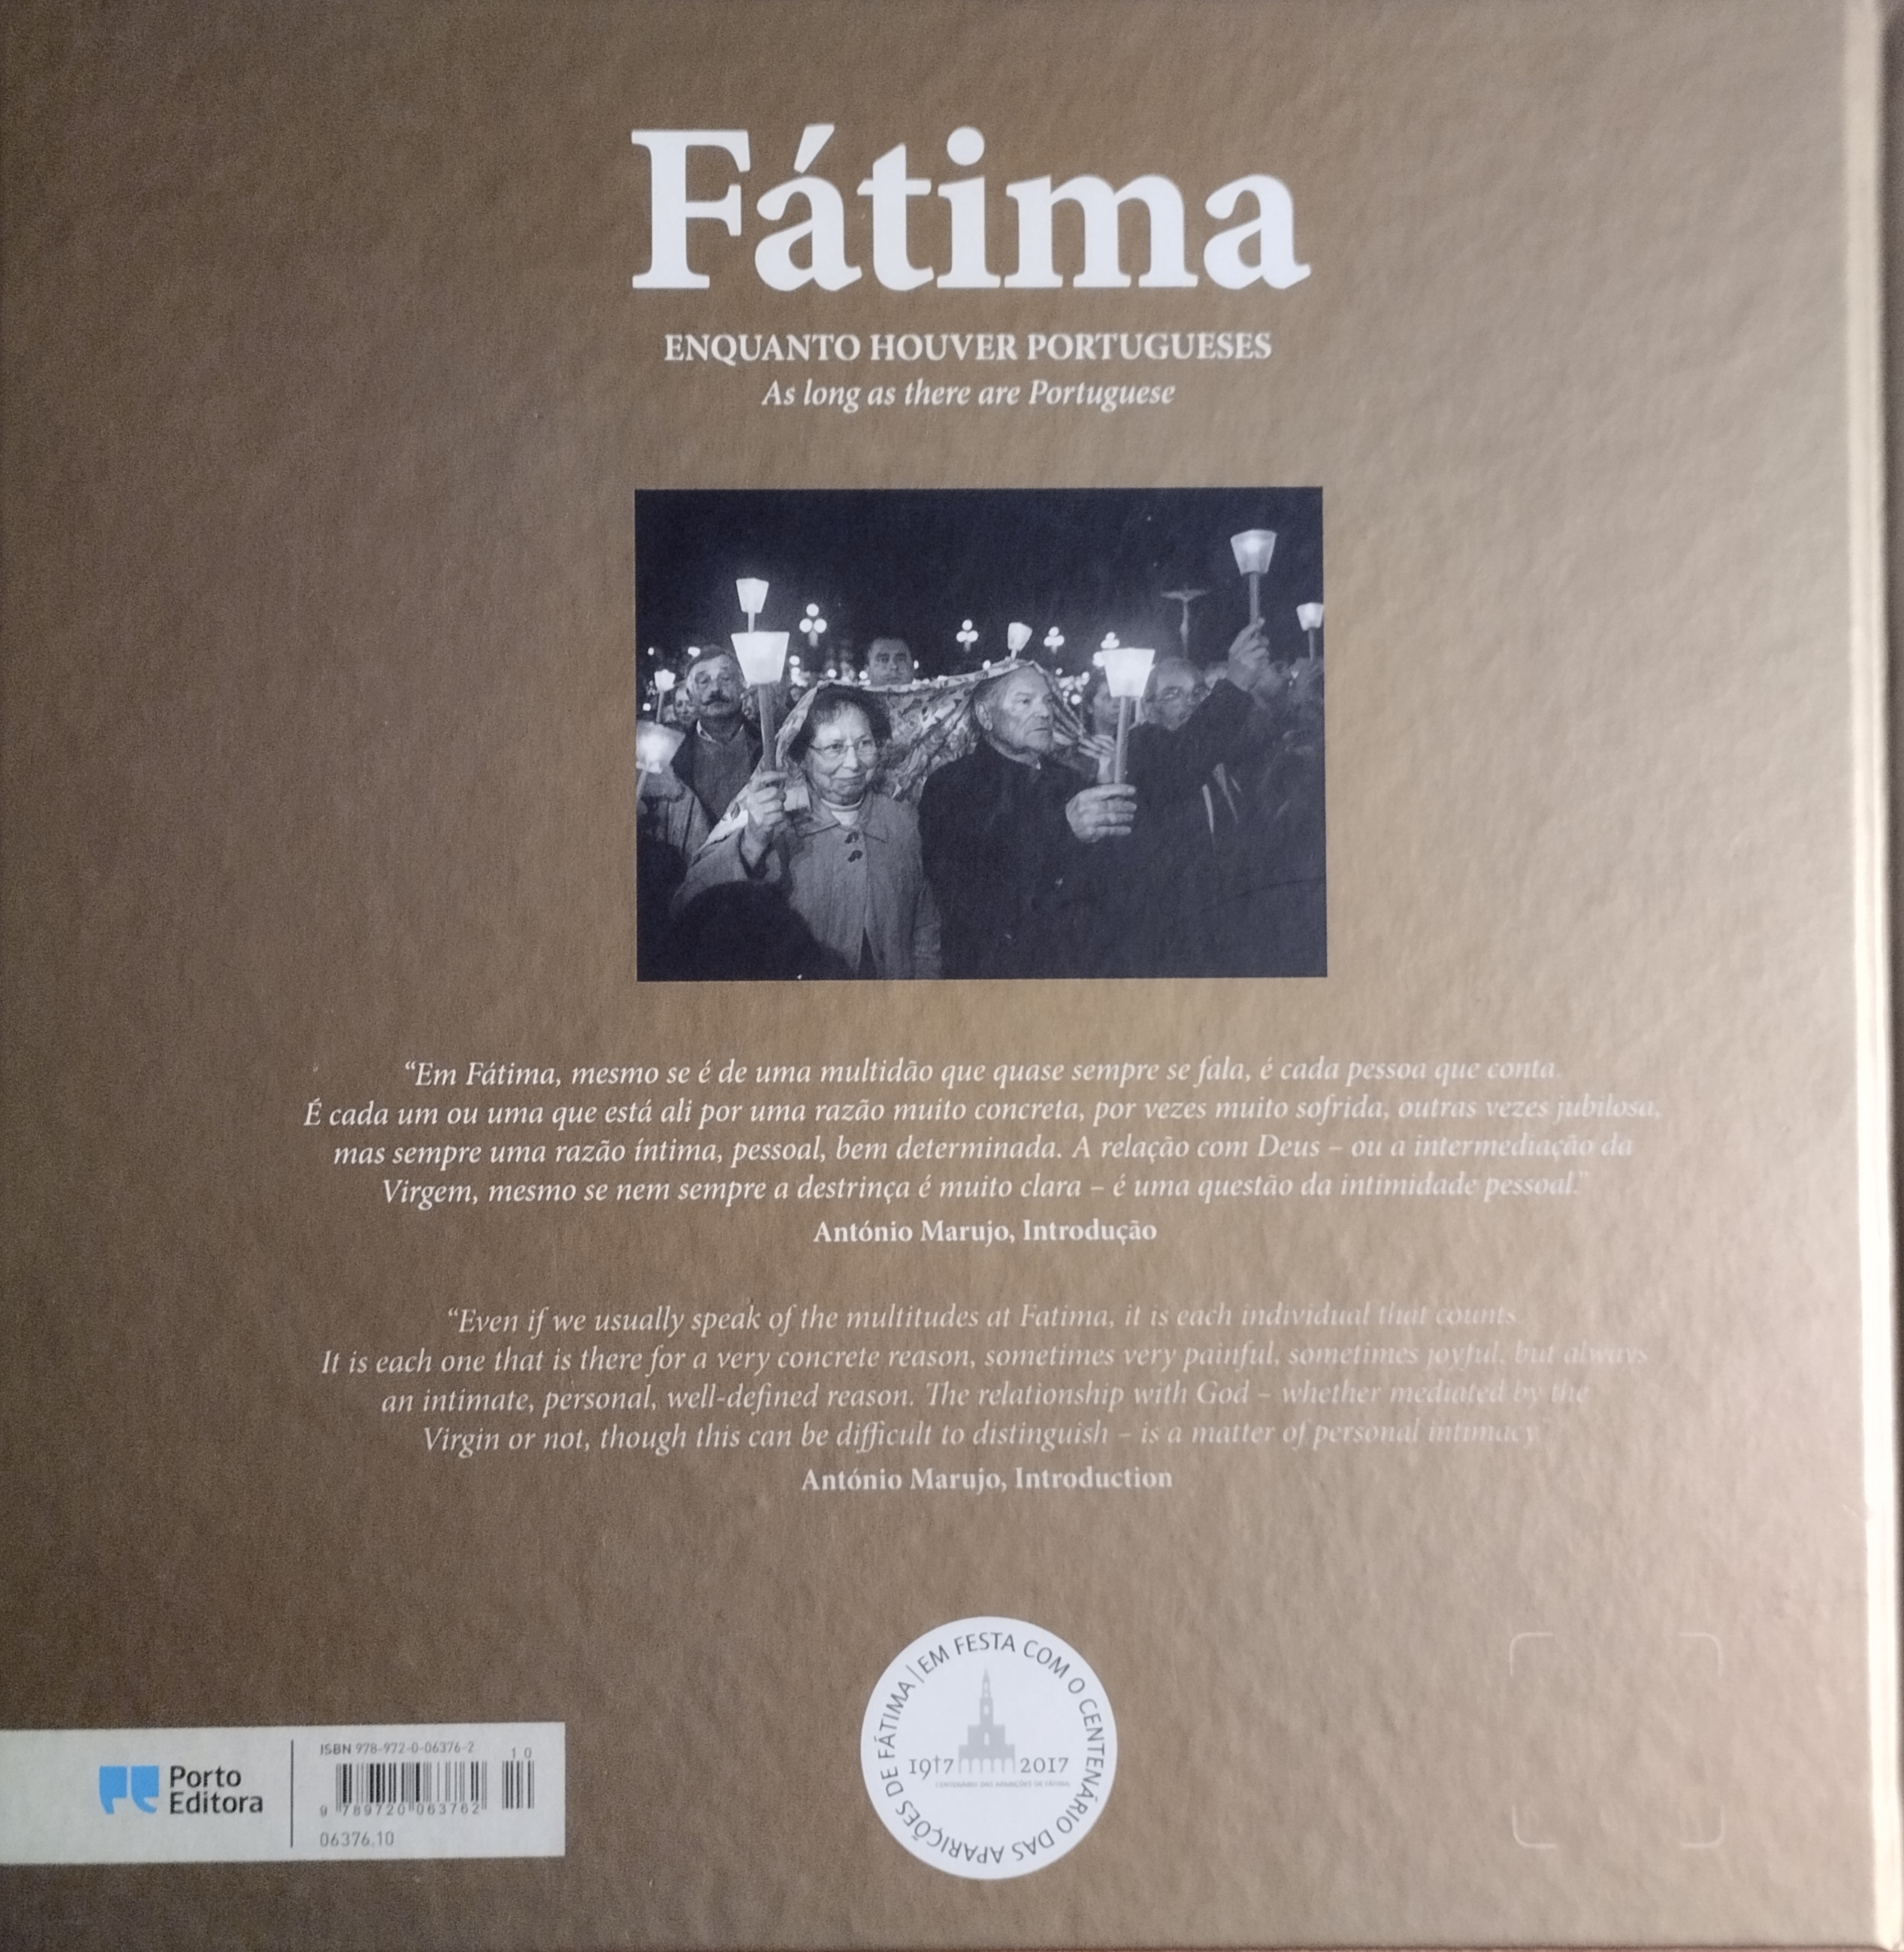 Fátima
ENQUANTO HOUVER PORTUGUESES
As long as there are Portuguese
“Em Fátima, mesmo se é de uma multidão que quase sempre se fala, é cada pessoa que conta.
É cada um ou uma que está ali por uma razão muito concreta, por vezes muito sofrida, outras vezes jubilosa,
mas sempre uma razão íntima, pessoal, bem determinada. A relação com Deus – ou a intermediação da
Virgem, mesmo se nem sempre a destrinça é muito clara – é uma questão da intimidade pessoal.”
António Marujo, Introdução
“Even if we usually speak of the multitudes at Fatima, it is each individual that counts.
It is each one that is there for a very concrete reason, sometimes very painful, sometimes joyful, but always
an intimate, personal, well-defined reason. The relationship with God – whether mediated by the
Virgin or not, though this can be difficult to distinguish – is a matter of personal intimacy.”
António Marujo, Introduction
EM FESTA COM O CENTENÁRIO DAS APARIÇÕES DE FÁTIMA |
1917 2017
CENTENÁRIO DAS APARIÇÕES DE FÁTIMA
Porto
Editora
ISBN 978-972-0-06376-2
10
9 789720 063762
06376.10